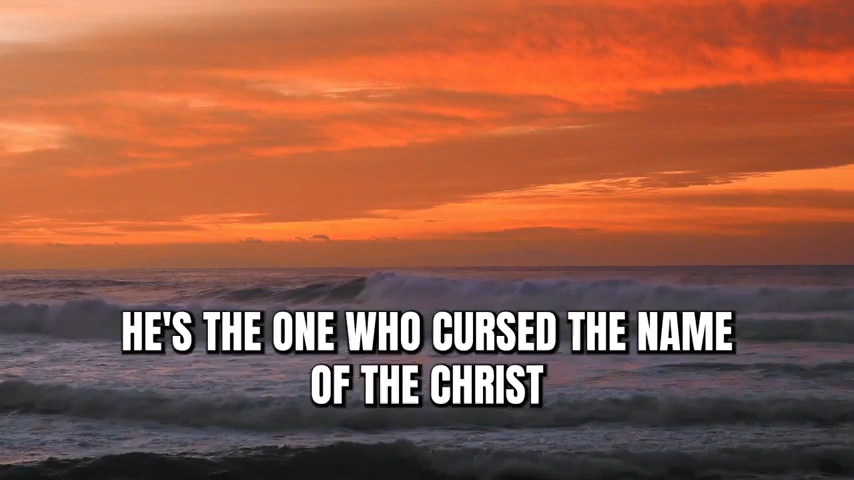 HE'S THE ONE WHO CURSED THE NAME
OF THE CHRIST